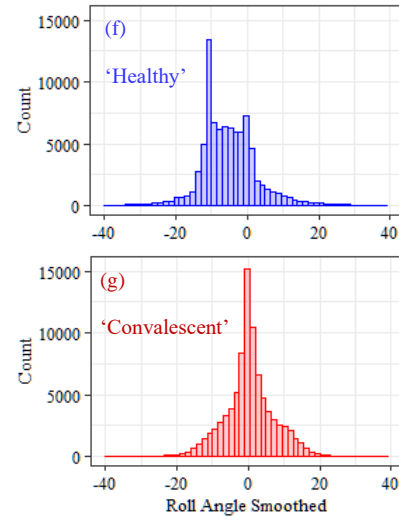 15000
10000
5000
0
Count
(f)
'Healthy'
-40 -20 0 20 40
15000
10000
5000
0
Count
(g)
'Convalescent'
-40 -20 0 20 40
Roll Angle Smoothed